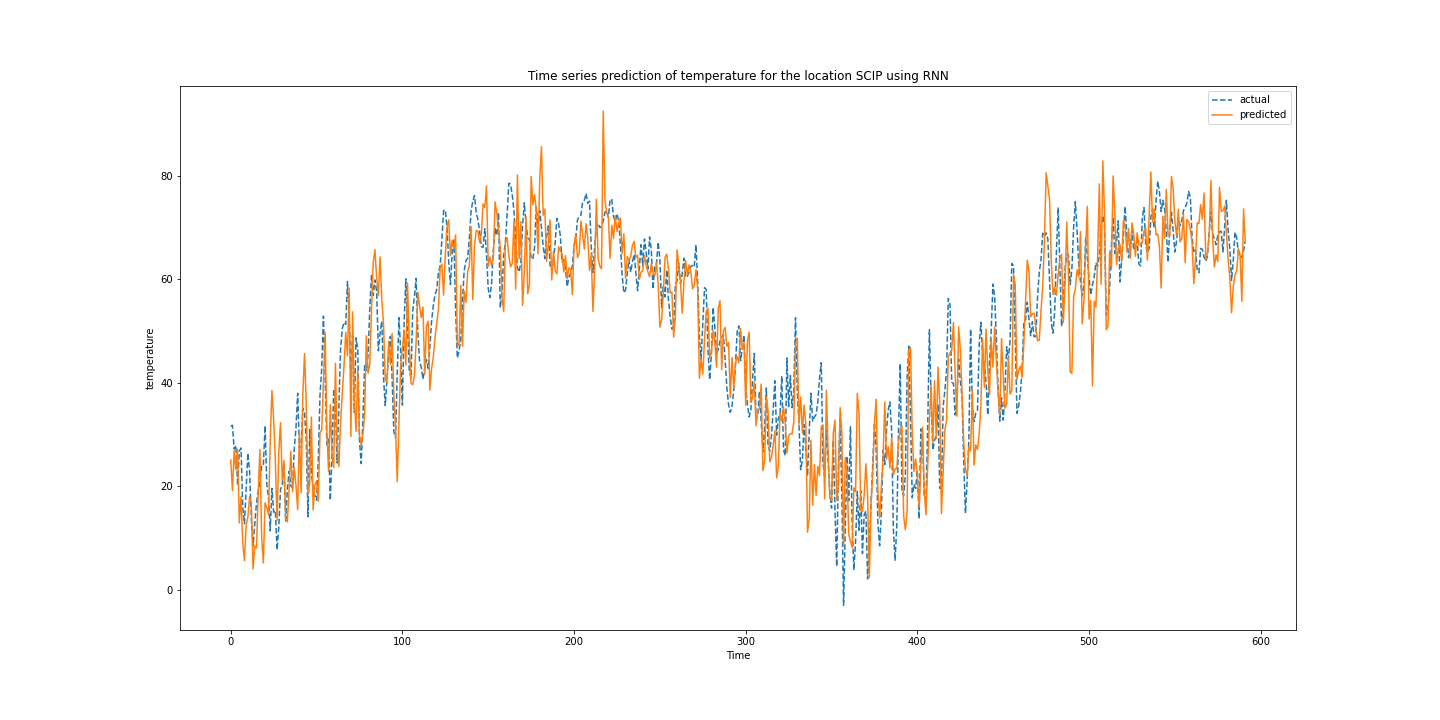 Time series prediction of temperature for the location SCIP using RNN
actual
predicted
temperature
80
60
40
20
0
0 100 200 300 400 500 600
Time